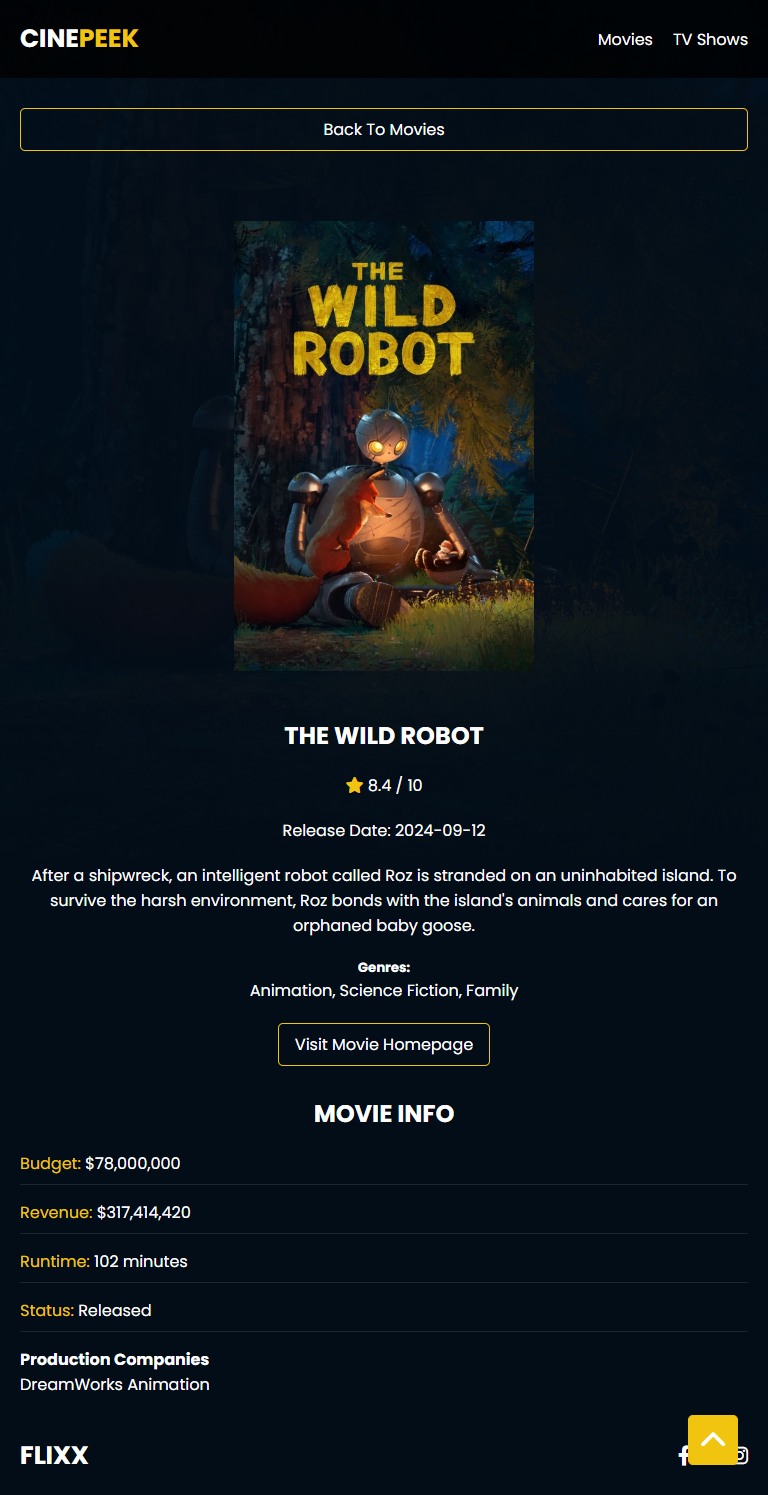 CINEPEEK
Movies TV Shows
Back To Movies
THE
WILD
ROBOT
THE WILD ROBOT
8.4 / 10
Release Date: 2024-09-12
After a shipwreck, an intelligent robot called Roz is stranded on an uninhabited island. To
survive the harsh environment, Roz bonds with the island's animals and cares for an
orphaned baby goose.
Genres:
Animation, Science Fiction, Family
Visit Movie Homepage
MOVIE INFO
Budget: $78,000,000
Revenue: $317,414,420
Runtime: 102 minutes
Status: Released
Production Companies
DreamWorks Animation
FLIXX